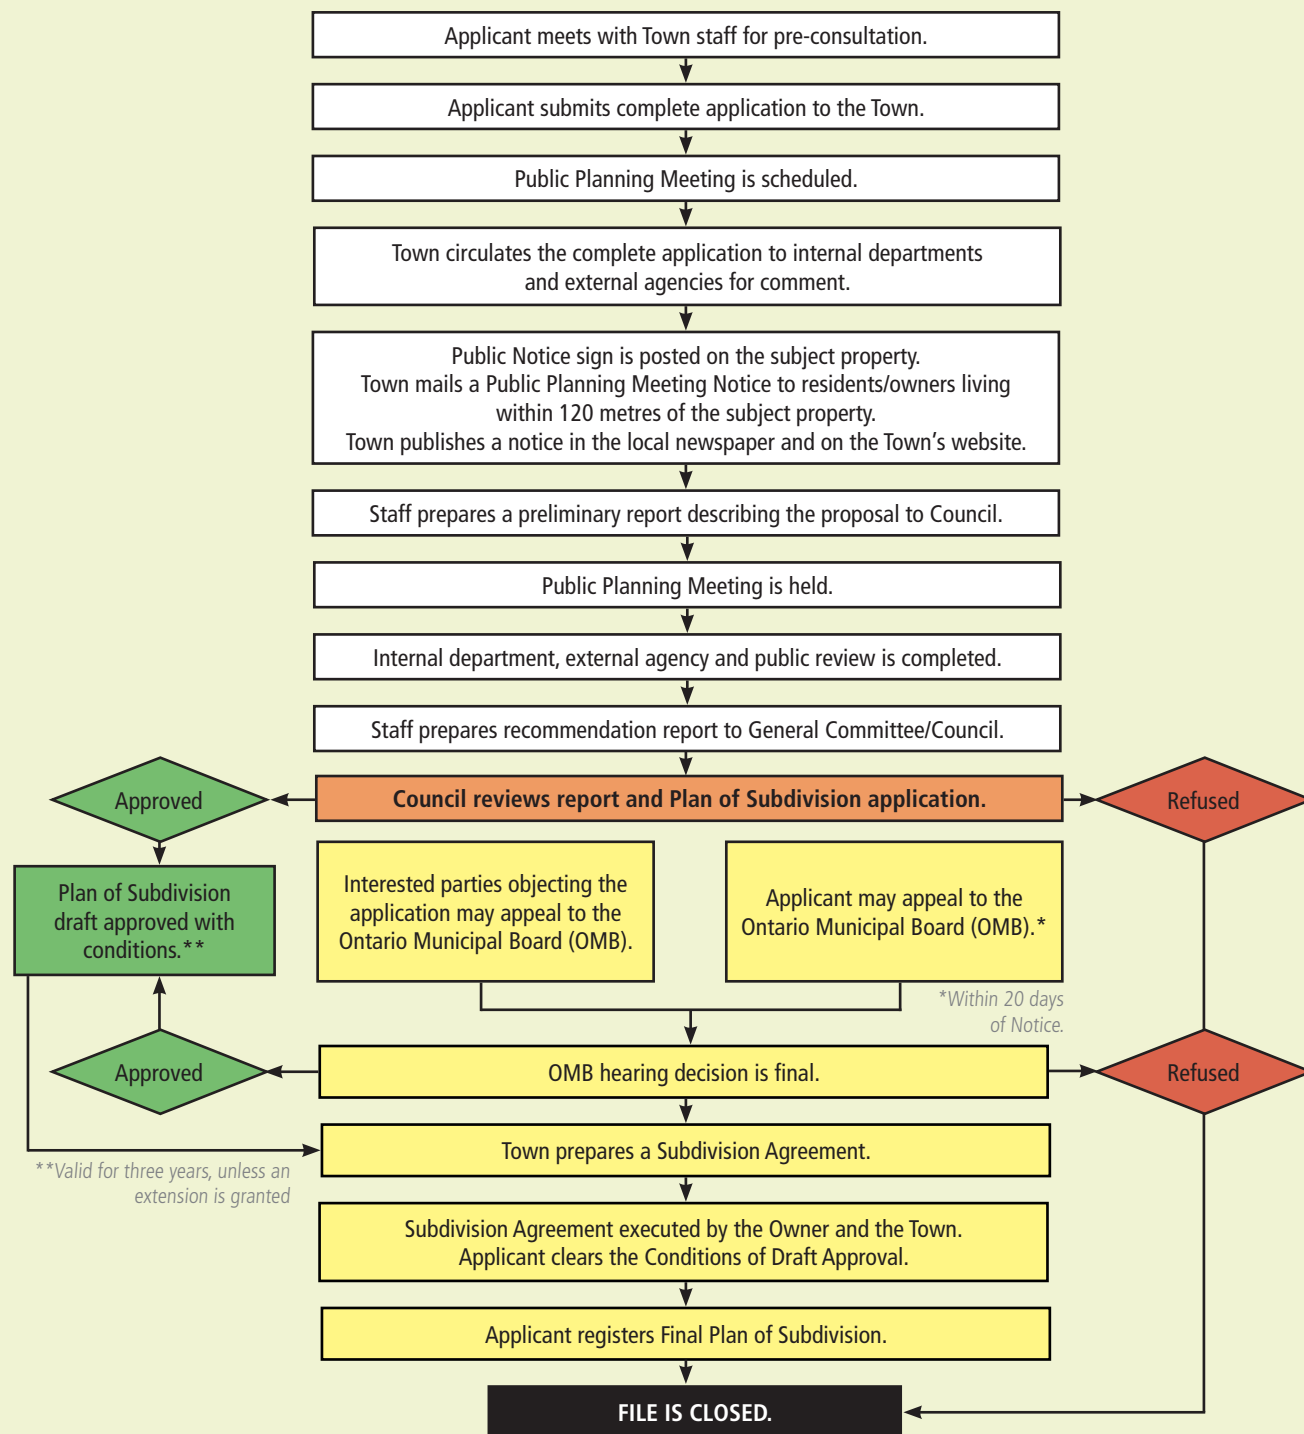 Applicant meets with Town staff for pre-consultation.
Applicant submits complete application to the Town.
Public Planning Meeting is scheduled.
Town circulates the complete application to internal departments
and external agencies for comment.
Public Notice sign is posted on the subject property.
Town mails a Public Planning Meeting Notice to residents/owners living
within 120 metres of the subject property.
Town publishes a notice in the local newspaper and on the Town's website.
Staff prepares a preliminary report describing the proposal to Council.
Public Planning Meeting is held.
Internal department, external agency and public review is completed.
Staff prepares recommendation report to General Committee/Council.
Approved
Council reviews report and Plan of Subdivision application.
Refused
Plan of Subdivision
draft approved with
conditions.**
Interested parties objecting the
application may appeal to the
Ontario Municipal Board (OMB).
Applicant may appeal to the
Ontario Municipal Board (OMB).*
*Within 20 days
of Notice.
Approved
OMB hearing decision is final.
Refused
Town prepares a Subdivision Agreement.
**Valid for three years, unless an
extension is granted
Subdivision Agreement executed by the Owner and the Town.
Applicant clears the Conditions of Draft Approval.
Applicant registers Final Plan of Subdivision.
FILE IS CLOSED.